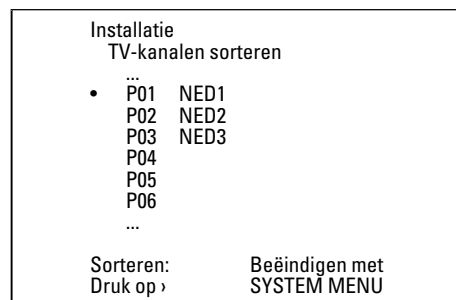 Installatie
TV-kanalen sorteren
...
• P01 NED1
P02 NED2
P03 NED3
P04
P05
P06
...
Sorteren: Beëindigen met
Druk op › SYSTEM MENU